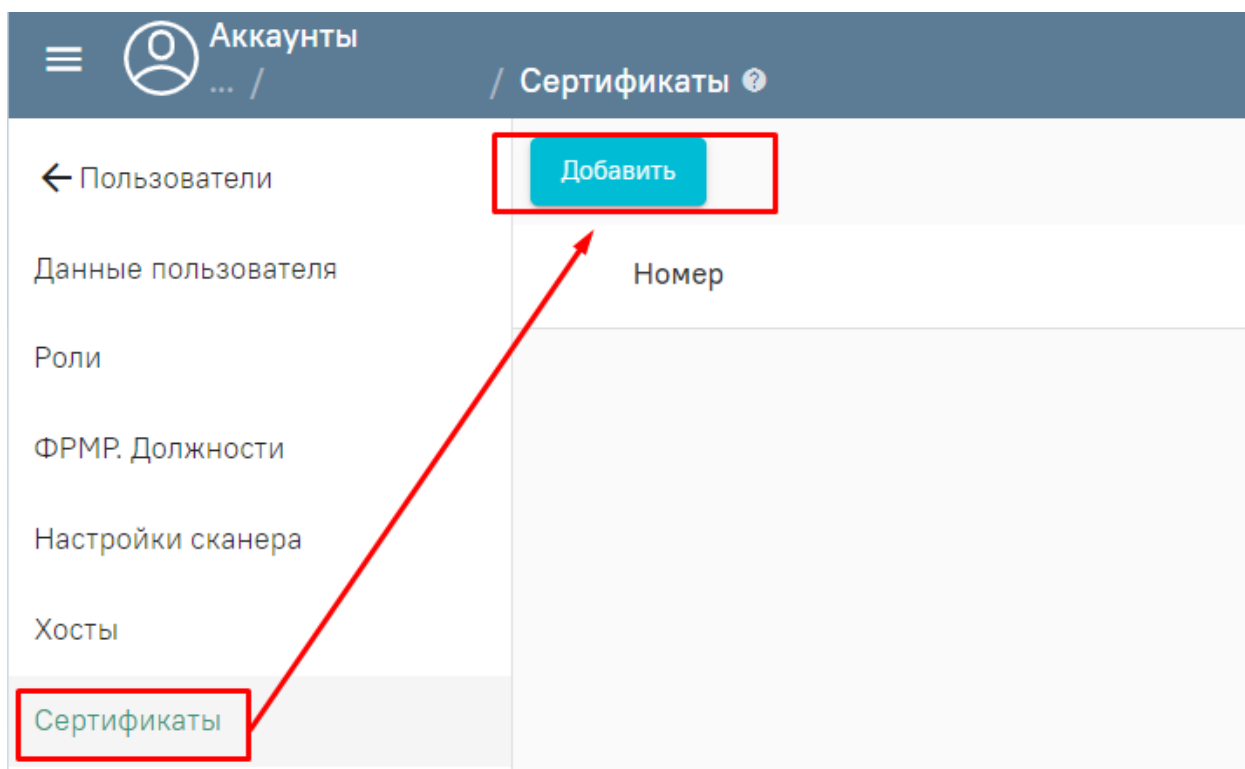 Аккаунты
... / / Сертификаты ?
Пользователи
Добавить
Данные пользователя
Номер
Роли
ФРМР. Должности
Настройки сканера
Хосты
Сертификаты